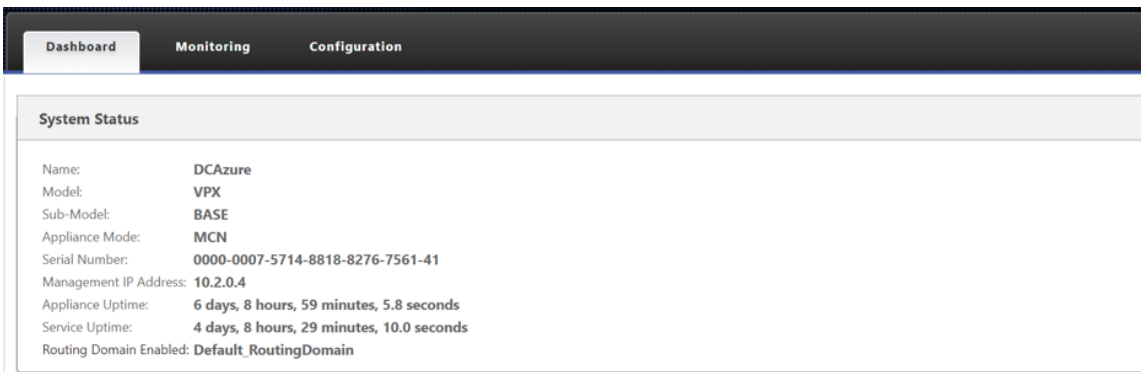 Dashboard Monitoring Configuration
System Status
Name: DCAzure
Model: VPX
Sub-Model: BASE
Appliance Mode: MCN
Serial Number: 0000-0007-5714-8818-8276-7561-41
Management IP Address: 10.2.0.4
Appliance Uptime: 6 days, 8 hours, 59 minutes, 5.8 seconds
Service Uptime: 4 days, 8 hours, 29 minutes, 10.0 seconds
Routing Domain Enabled: Default_RoutingDomain